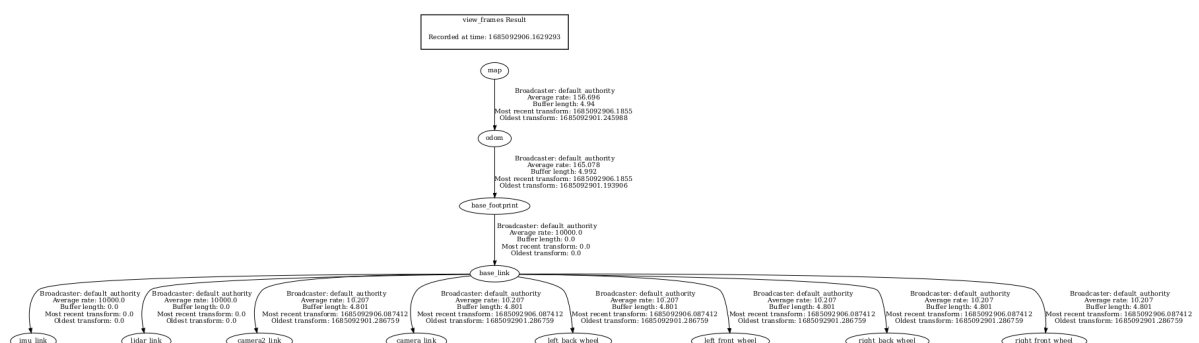 view_frames Result
Recorded at time: 1685092906.1629293
map
Broadcaster: default_authority
Average rate: 156.696
Buffer length: 4.94
Most recent transform: 1685092906.1855
Oldest transform: 1685092901.245988
odom
Broadcaster: default_authority
Average rate: 165.078
Buffer length: 4.992
Most recent transform: 1685092906.1855
Oldest transform: 1685092901.193906
base_footprint
Broadcaster: default_authority
Average rate: 10000.0
Buffer length: 0.0
Most recent transform: 0.0
Oldest transform: 0.0
base_link
Broadcaster: default_authority
Average rate: 10000.0
Buffer length: 0.0
Most recent transform: 0.0
Oldest transform: 0.0
Broadcaster: default_authority
Average rate: 10000.0
Buffer length: 0.0
Most recent transform: 0.0
Oldest transform: 0.0
Broadcaster: default_authority
Average rate: 10.207
Buffer length: 4.801
Most recent transform: 1685092906.087412
Oldest transform: 1685092901.286759
Broadcaster: default_authority
Average rate: 10.207
Buffer length: 4.801
Most recent transform: 1685092906.087412
Oldest transform: 1685092901.286759
Broadcaster: default_authority
Average rate: 10.207
Buffer length: 4.801
Most recent transform: 1685092906.087412
Oldest transform: 1685092901.286759
Broadcaster: default_authority
Average rate: 10.207
Buffer length: 4.801
Most recent transform: 1685092906.087412
Oldest transform: 1685092901.286759
Broadcaster: default_authority
Average rate: 10.207
Buffer length: 4.801
Most recent transform: 1685092906.087412
Oldest transform: 1685092901.286759
Broadcaster: default_authority
Average rate: 10.207
Buffer length: 4.801
Most recent transform: 1685092906.087412
Oldest transform: 1685092901.286759
imu_link
lidar_link
camera2_link
camera_link
left_back_wheel
left_front_wheel
right_back_wheel
right_front_wheel